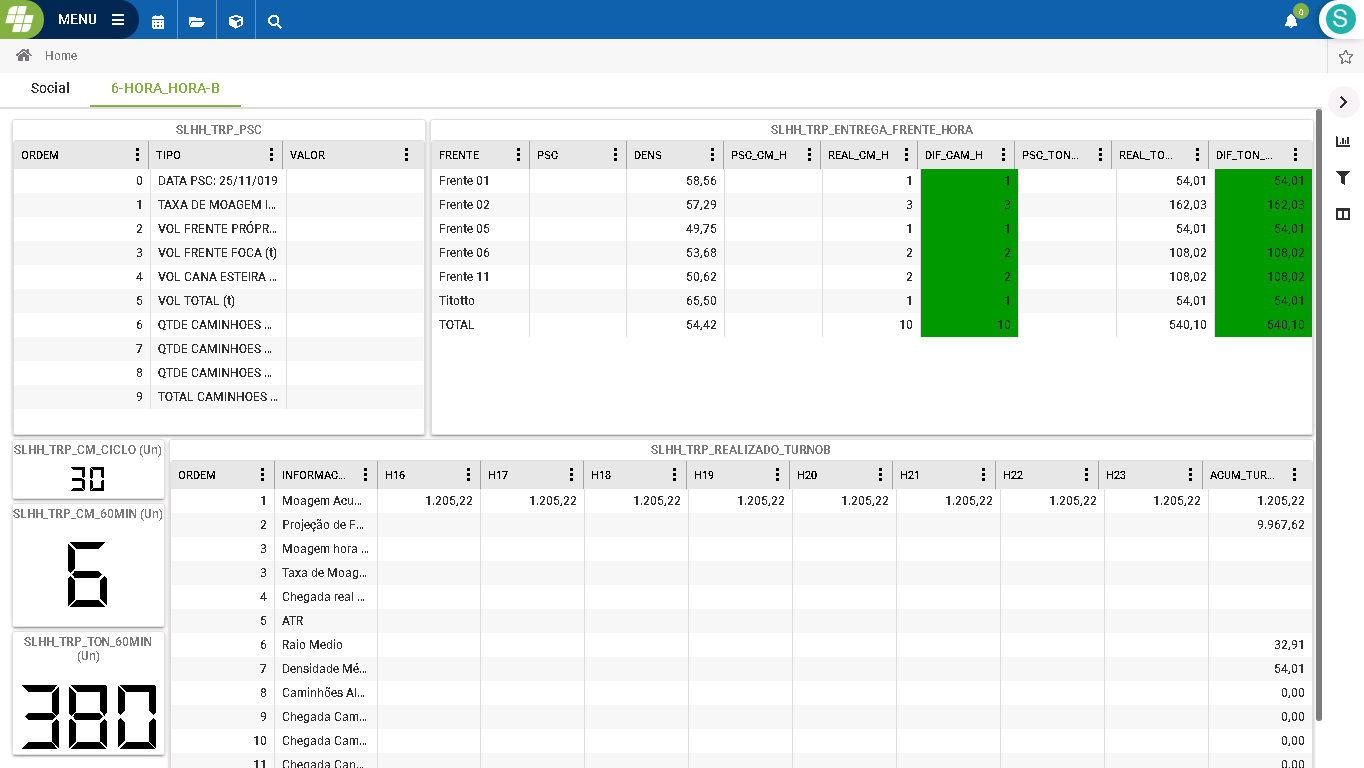 MENU
0
S
Home
Social 6-HORA_HORA-B
SLHH_TRP_PSC
ORDEM TIPO VALOR
0 DATA PSC: 25/11/019
1 TAXA DE MOAGEM I...
2 VOL FRENTE PRÓPR...
3 VOL FRENTE FOCA (t)
4 VOL CANA ESTEIRA ...
5 VOL TOTAL (t)
6 QTDE CAMINHOES ...
7 QTDE CAMINHOES ...
8 QTDE CAMINHOES ...
9 TOTAL CAMINHOES ...
SLHH_TRP_ENTREGA_FRENTE_HORA
FRENTE PSC DENS PSC_CM_H REAL_CM_H DIF_CAM_H PSC_TON... REAL_TO... DIF_TON_...
Frente 01 58,56 1 1 54,01 54,01
Frente 02 57,29 3 3 162,03 162,03
Frente 05 49,75 1 1 54,01 54,01
Frente 06 53,68 2 2 108,02 108,02
Frente 11 50,62 2 2 108,02 108,02
Titotto 65,50 1 1 54,01 54,01
TOTAL 54,42 10 10 540,10 540,10
SLHH_TRP_CM_CICLO (Un)
30
SLHH_TRP_CM_60MIN (Un)
6
SLHH_TRP_TON_60MIN
(Un)
380
SLHH_TRP_REALIZADO_TURNOB
ORDEM INFORMAC... H16 H17 H18 H19 H20 H21 H22 H23 ACUM_TUR...
1 Moagem Acu... 1.205,22 1.205,22 1.205,22 1.205,22 1.205,22 1.205,22 1.205,22 1.205,22 1.205,22
2 Projeção de F... 9.967,62
3 Moagem hora ...
3 Taxa de Moag...
4 Chegada real ...
5 ATR
6 Raio Medio 32,91
7 Densidade Mé... 54,01
8 Caminhões Al... 0,00
9 Chegada Cam... 0,00
10 Chegada Cam... 0,00
11 Chegada Can... 0,00